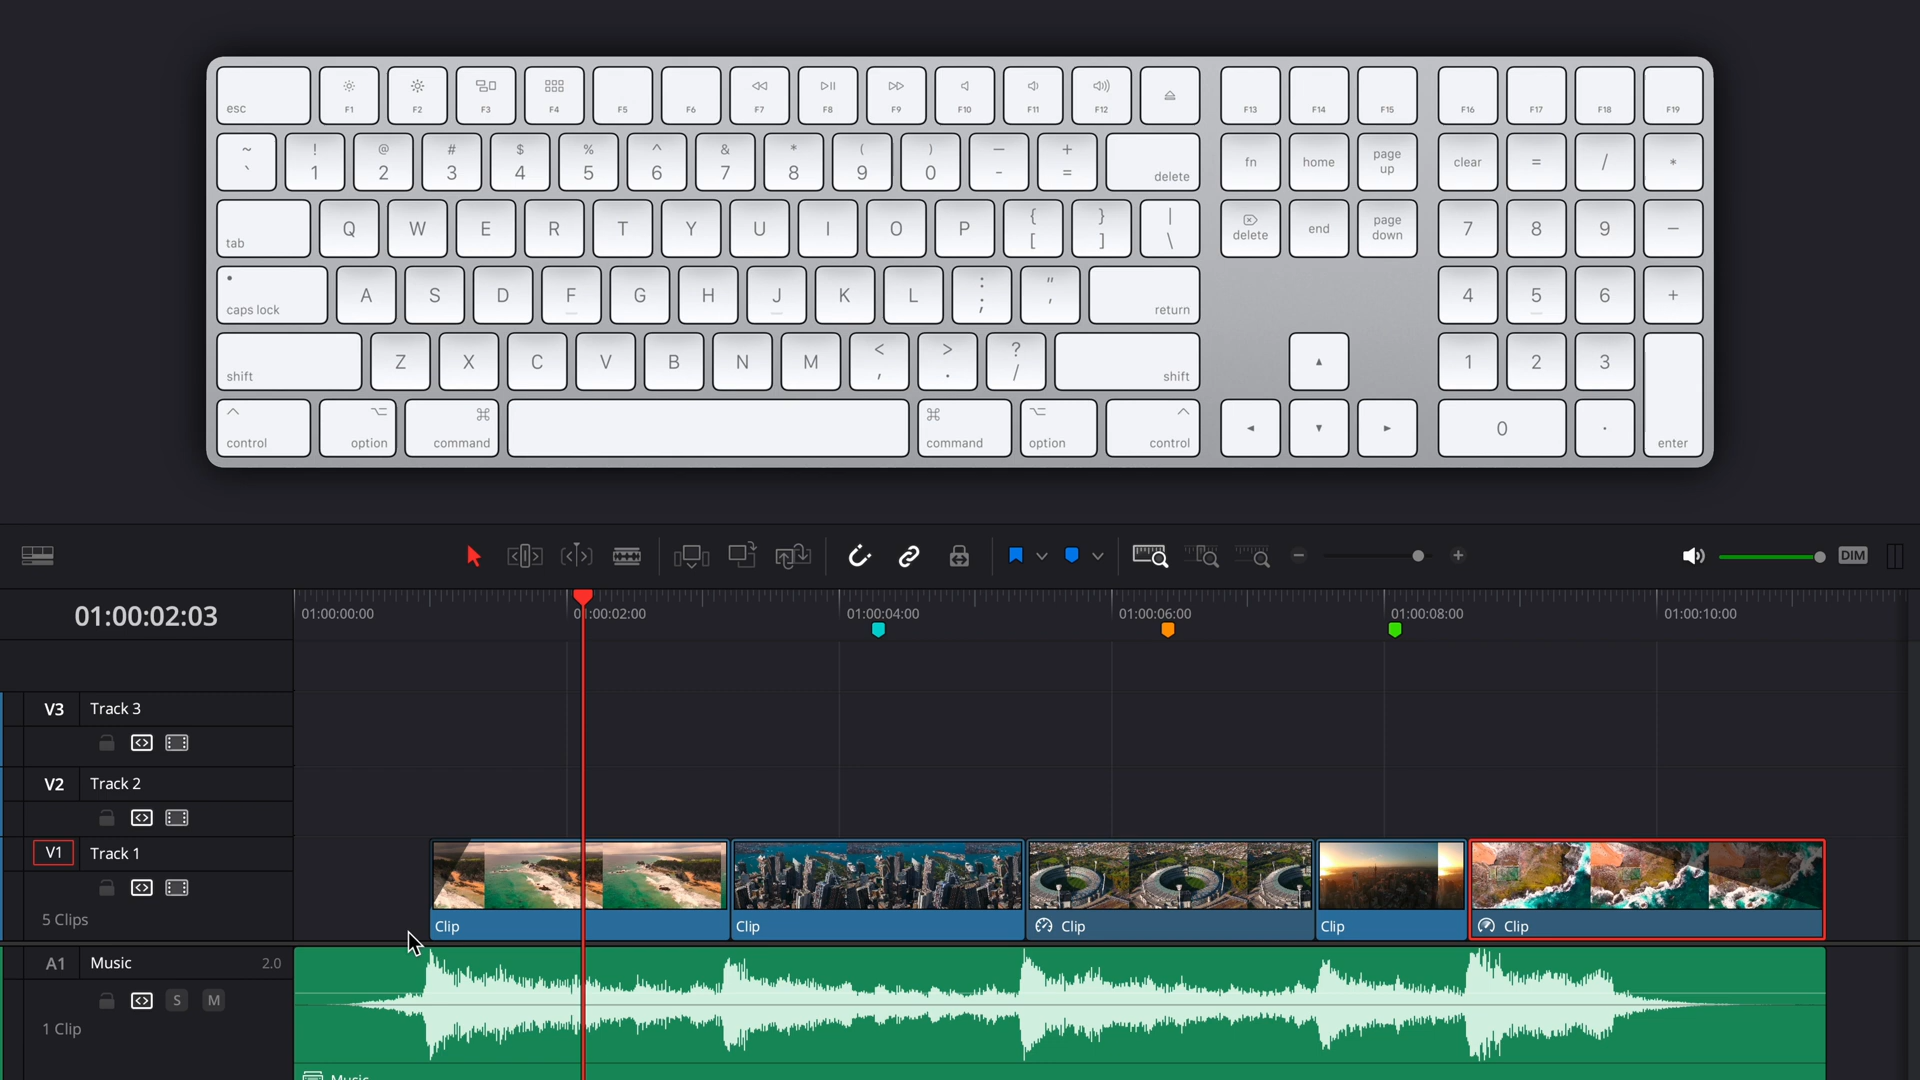 esc F1 F2 F3 F4 F5 F6 F7 F8 F9 F10 F11 F12 F13 F14 F15 F16 F17 F18 F19
~ ! @ # $ % ^ & * ( ) — +
` 1 2 3 4 5 6 7 8 9 0 - = delete fn home page up clear = / *
tab Q W E R T Y U I O P { [ } ] | \ delete end page down 7 8 9 −
caps lock A S D F G H J K L : ; " ' return 4 5 6 +
shift Z X C V B N M < , > . ? / shift 1 2 3
control option ⌘ command ⌘ command option control 0 . enter
DIM
01:00:02:03
01:00:00:00 01:00:02:00 01:00:04:00 01:00:06:00 01:00:08:00 01:00:10:00
V3 Track 3
V2 Track 2
V1 Track 1
5 Clips
Clip Clip Clip Clip Clip
A1 Music 2.0
S M
1 Clip
Music